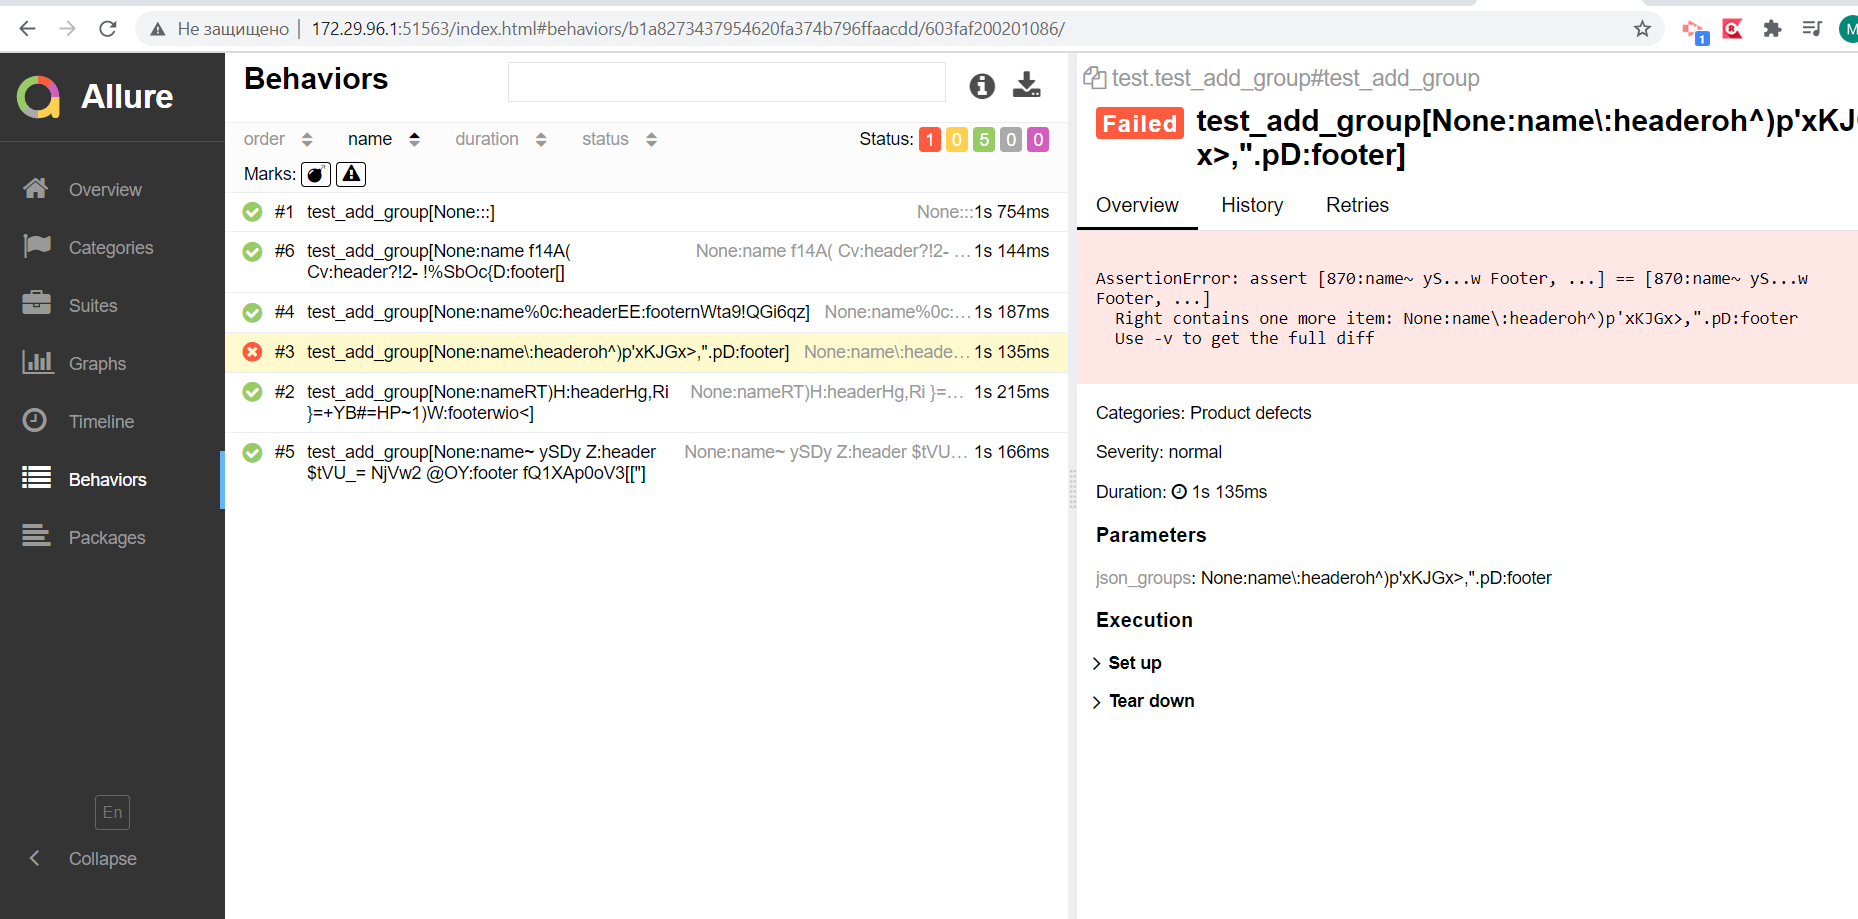 Не защищено
172.29.96.1:51563/index.html#behaviors/b1a8273437954620fa374b796ffaacdd/603faf200201086/
1
M
Allure
Overview
Categories
Suites
Graphs
Timeline
Behaviors
Packages
En
Collapse
Behaviors
order name duration status Status: 1 0 5 0 0
Marks:
#1 test_add_group[None:::] None:::1s 754ms
#6 test_add_group[None:name f14A( None:name f14A( Cv:header?!2- ... 1s 144ms
Cv:header?!2- !%SbOc{D:footer[]
#4 test_add_group[None:name%0c:headerEE:footernWta9!QGi6qz] None:name%0c:... 1s 187ms
#3 test_add_group[None:name\:headeroh^)p'xKJGx>,".pD:footer] None:name\:heade... 1s 135ms
#2 test_add_group[None:nameRT)H:headerHg,Ri None:nameRT)H:headerHg,Ri }=... 1s 215ms
}=+YB#=HP~1)W:footerwio<]
#5 test_add_group[None:name~ ySDy Z:header None:name~ ySDy Z:header $tVU... 1s 166ms
$tVU_= NjVw2 @OY:footer fQ1XAp0oV3[["]
test.test_add_group#test_add_group
Failed test_add_group[None:name\:headeroh^)p'xKJ
x>,".pD:footer]
Overview History Retries
AssertionError: assert [870:name~ yS...w Footer, ...] == [870:name~ yS...w
Footer, ...]
Right contains one more item: None:name\:headeroh^)p'xKJGx>,".pD:footer
Use -v to get the full diff
Categories: Product defects
Severity: normal
Duration: 1s 135ms
Parameters
json_groups: None:name\:headeroh^)p'xKJGx>,".pD:footer
Execution
Set up
Tear down